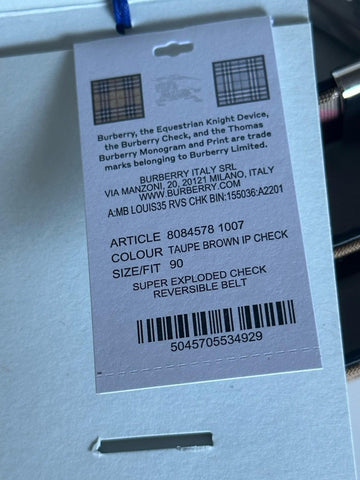 Burberry, the Equestrian Knight Device,
the Burberry Check, and the Thomas
Burberry Monogram and Print are trade
marks belonging to Burberry Limited.
BURBERRY ITALY SRL
VIA MANZONI, 20, 20121 MILANO, ITALY
WWW.BURBERRY.COM
A:MB LOUIS35 RVS CHK BIN:155036:A2201
ARTICLE 8084578 1007
COLOUR TAUPE BROWN IP CHECK
SIZE/FIT 90
SUPER EXPLODED CHECK
REVERSIBLE BELT
5045705534929